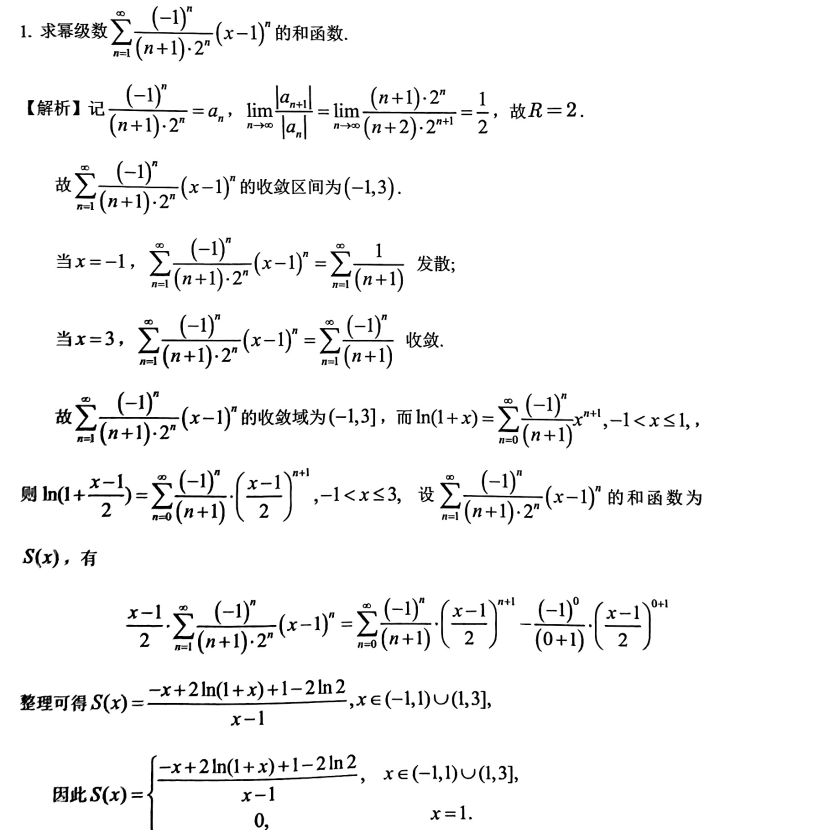 1. 求幂级数 $\sum_{n=1}^{\infty}\frac{(-1)^n}{(n+1)\cdot 2^n}(x-1)^n$ 的和函数.
【解析】记 $\frac{(-1)^n}{(n+1)\cdot 2^n}=a_n$，$\lim_{n\to\infty}\frac{|a_{n+1}|}{|a_n|}=\lim_{n\to\infty}\frac{(n+1)\cdot 2^n}{(n+2)\cdot 2^{n+1}}=\frac{1}{2}$，故$R=2$.
故 $\sum_{n=1}^{\infty}\frac{(-1)^n}{(n+1)\cdot 2^n}(x-1)^n$ 的收敛区间为$(-1,3)$.
当$x=-1$，$\sum_{n=1}^{\infty}\frac{(-1)^n}{(n+1)\cdot 2^n}(x-1)^n=\sum_{n=1}^{\infty}\frac{1}{(n+1)}$ 发散;
当$x=3$，$\sum_{n=1}^{\infty}\frac{(-1)^n}{(n+1)\cdot 2^n}(x-1)^n=\sum_{n=1}^{\infty}\frac{(-1)^n}{(n+1)}$ 收敛.
故 $\sum_{n=1}^{\infty}\frac{(-1)^n}{(n+1)\cdot 2^n}(x-1)^n$ 的收敛域为$(-1,3]$，而$\ln(1+x)=\sum_{n=0}^{\infty}\frac{(-1)^n}{(n+1)}x^{n+1},-1<x\le 1,$，
则 $\ln(1+\frac{x-1}{2})=\sum_{n=0}^{\infty}\frac{(-1)^n}{(n+1)}\cdot\left(\frac{x-1}{2}\right)^{n+1},-1<x\le 3,$ 设 $\sum_{n=1}^{\infty}\frac{(-1)^n}{(n+1)\cdot 2^n}(x-1)^n$ 的和函数为
$S(x)$，有
$\frac{x-1}{2}\cdot\sum_{n=1}^{\infty}\frac{(-1)^n}{(n+1)\cdot 2^n}(x-1)^n=\sum_{n=0}^{\infty}\frac{(-1)^n}{(n+1)}\cdot\left(\frac{x-1}{2}\right)^{n+1}-\frac{(-1)^0}{(0+1)}\cdot\left(\frac{x-1}{2}\right)^{0+1}$
整理可得 $S(x)=\frac{-x+2\ln(1+x)+1-2\ln 2}{x-1},x\in(-1,1)\cup(1,3],$
因此 $S(x)=\begin{cases}\frac{-x+2\ln(1+x)+1-2\ln 2}{x-1}, & x\in(-1,1)\cup(1,3],\\ 0, & x=1.\end{cases}$